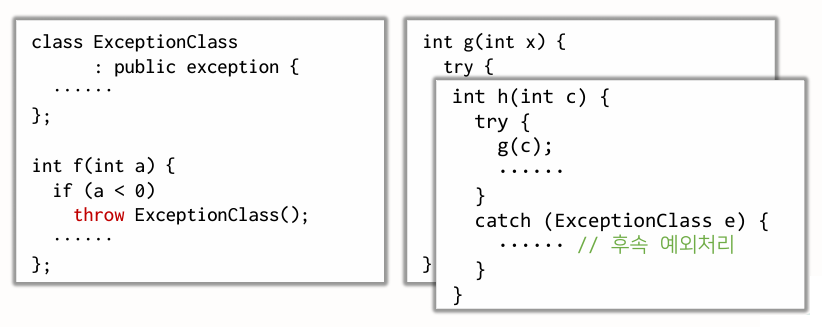 class ExceptionClass
: public exception {
......
};
int f(int a) {
if (a < 0)
throw ExceptionClass();
......
};
int g(int x) {
try {
}
int h(int c) {
try {
g(c);
......
}
catch (ExceptionClass e) {
...... // 후속 예외처리
}
}